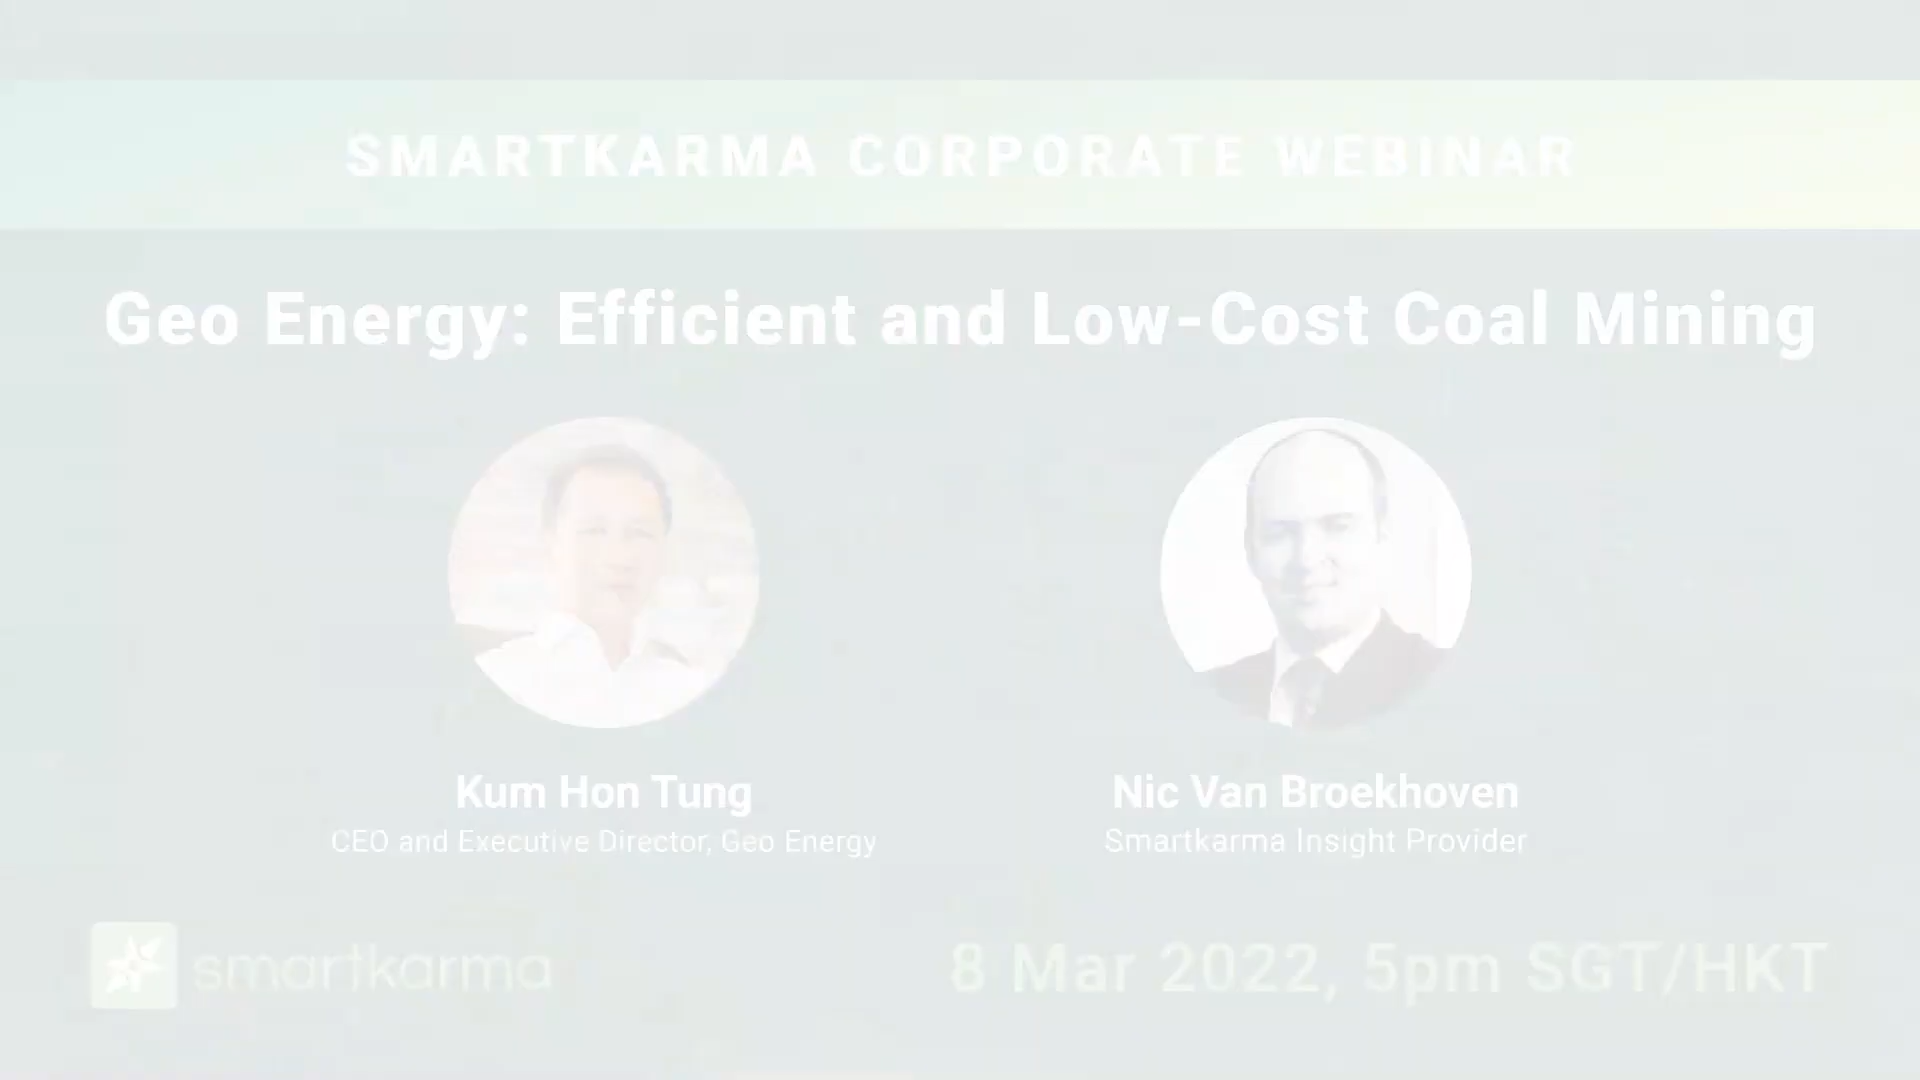 SMARTKARMA CORPORATE WEBINAR
Geo Energy: Efficient and Low-Cost Coal Mining
Kum Hon Tung
CEO and Executive Director, Geo Energy
Nic Van Broekhoven
Smartkarma Insight Provider
smartkarma
8 Mar 2022, 5pm SGT/HKT